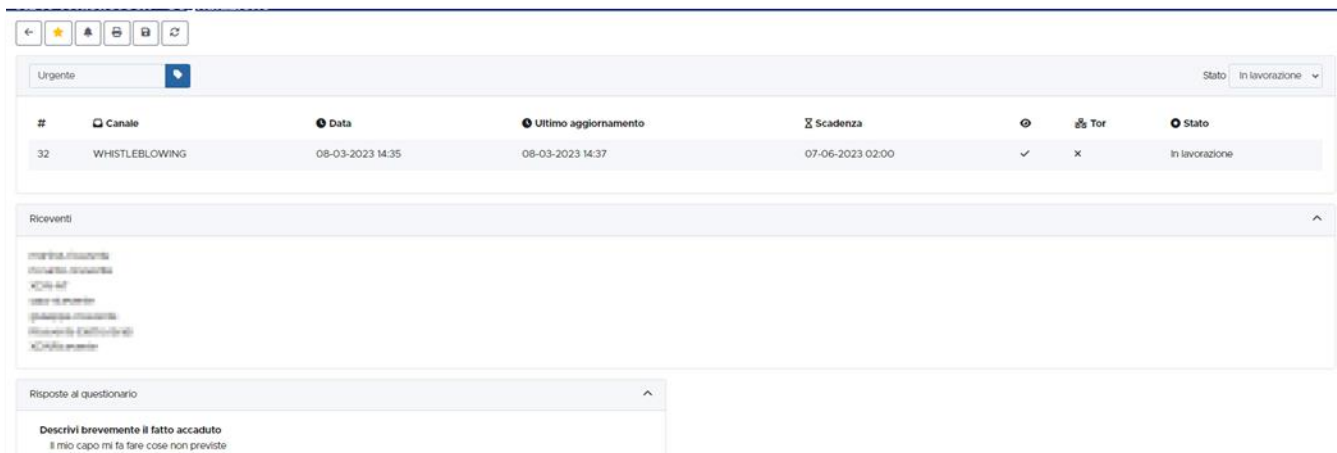 Urgente
Stato In lavorazione
# Canale Data Ultimo aggiornamento Scadenza Tor Stato
32 WHISTLEBLOWING 08-03-2023 14:35 08-03-2023 14:37 07-06-2023 02:00 In lavorazione
Riceventi
Risposte al questionario
Descrivi brevemente il fatto accaduto
Il mio capo mi fa fare cose non previste